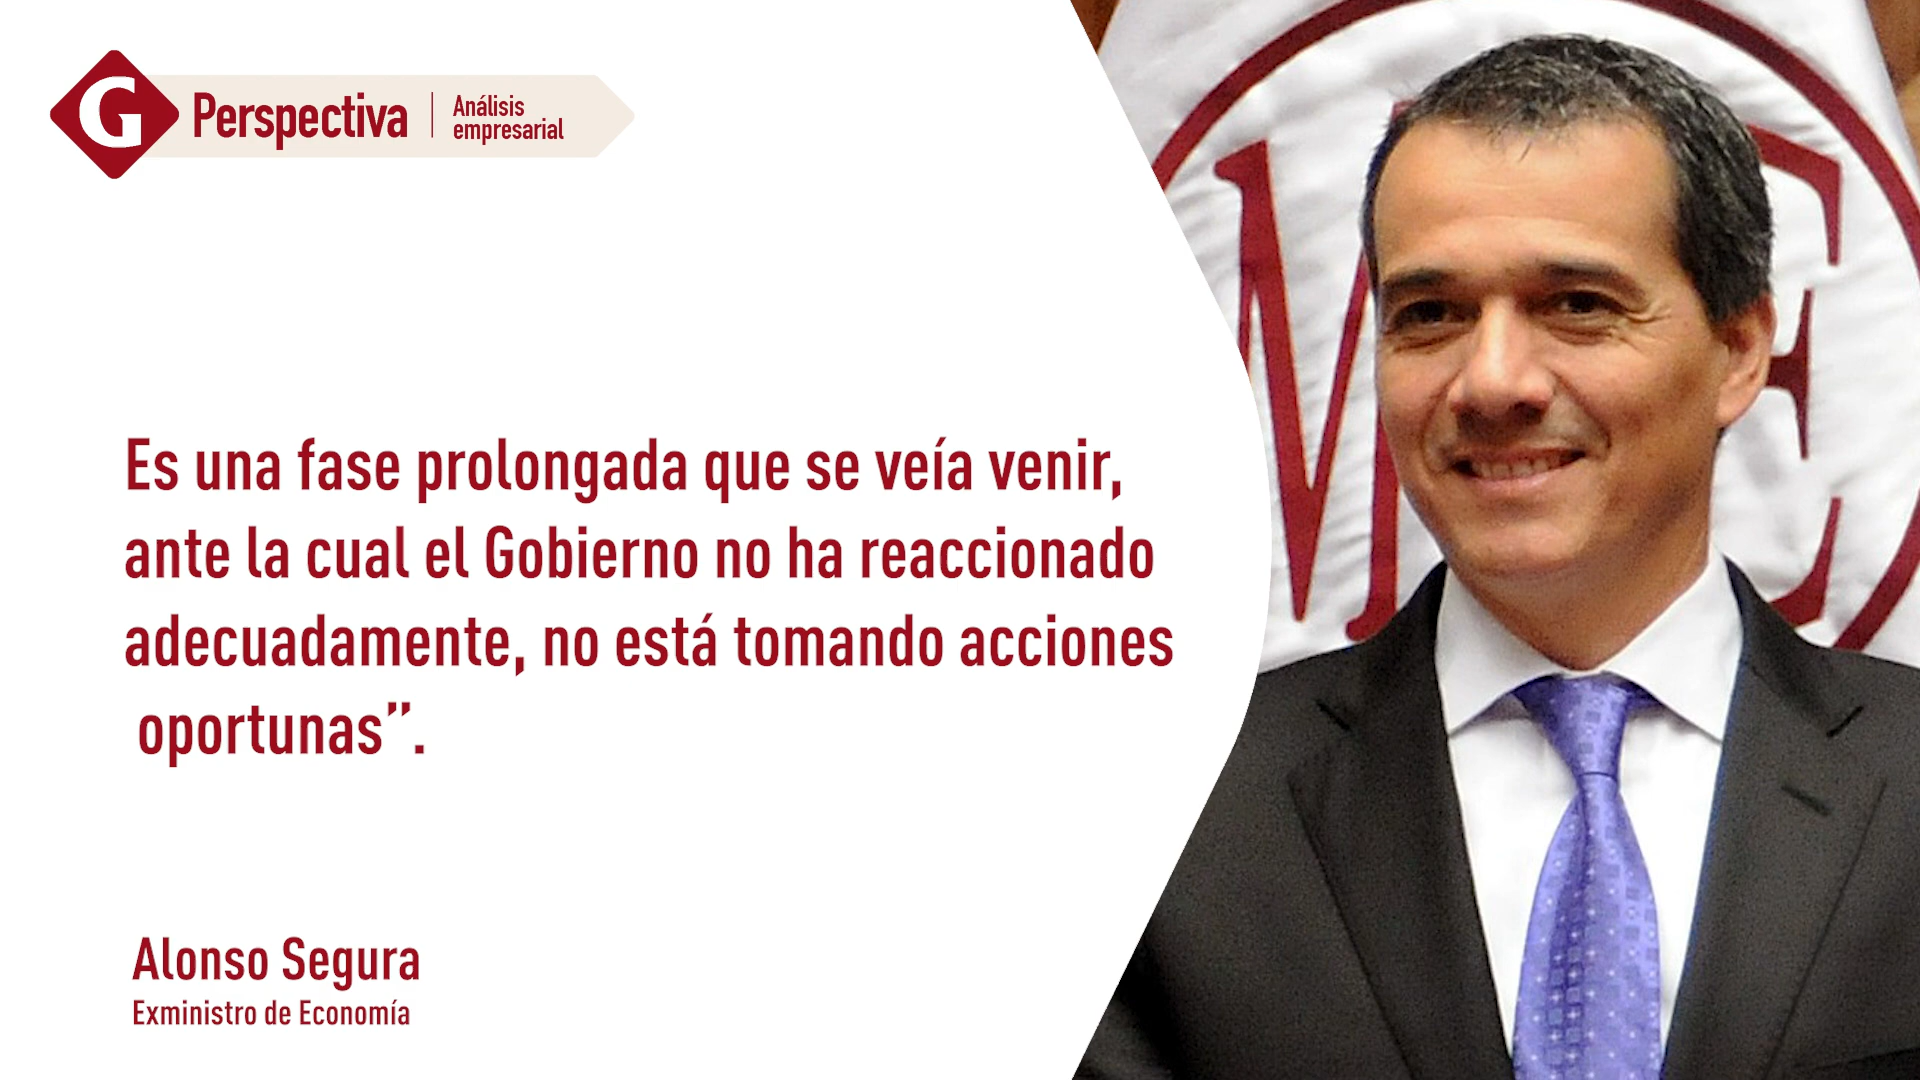 G Perspectiva
Análisis
empresarial
Es una fase prolongada que se veía venir,
ante la cual el Gobierno no ha reaccionado
adecuadamente, no está tomando acciones
oportunas”.
Alonso Segura
Exministro de Economía
M E